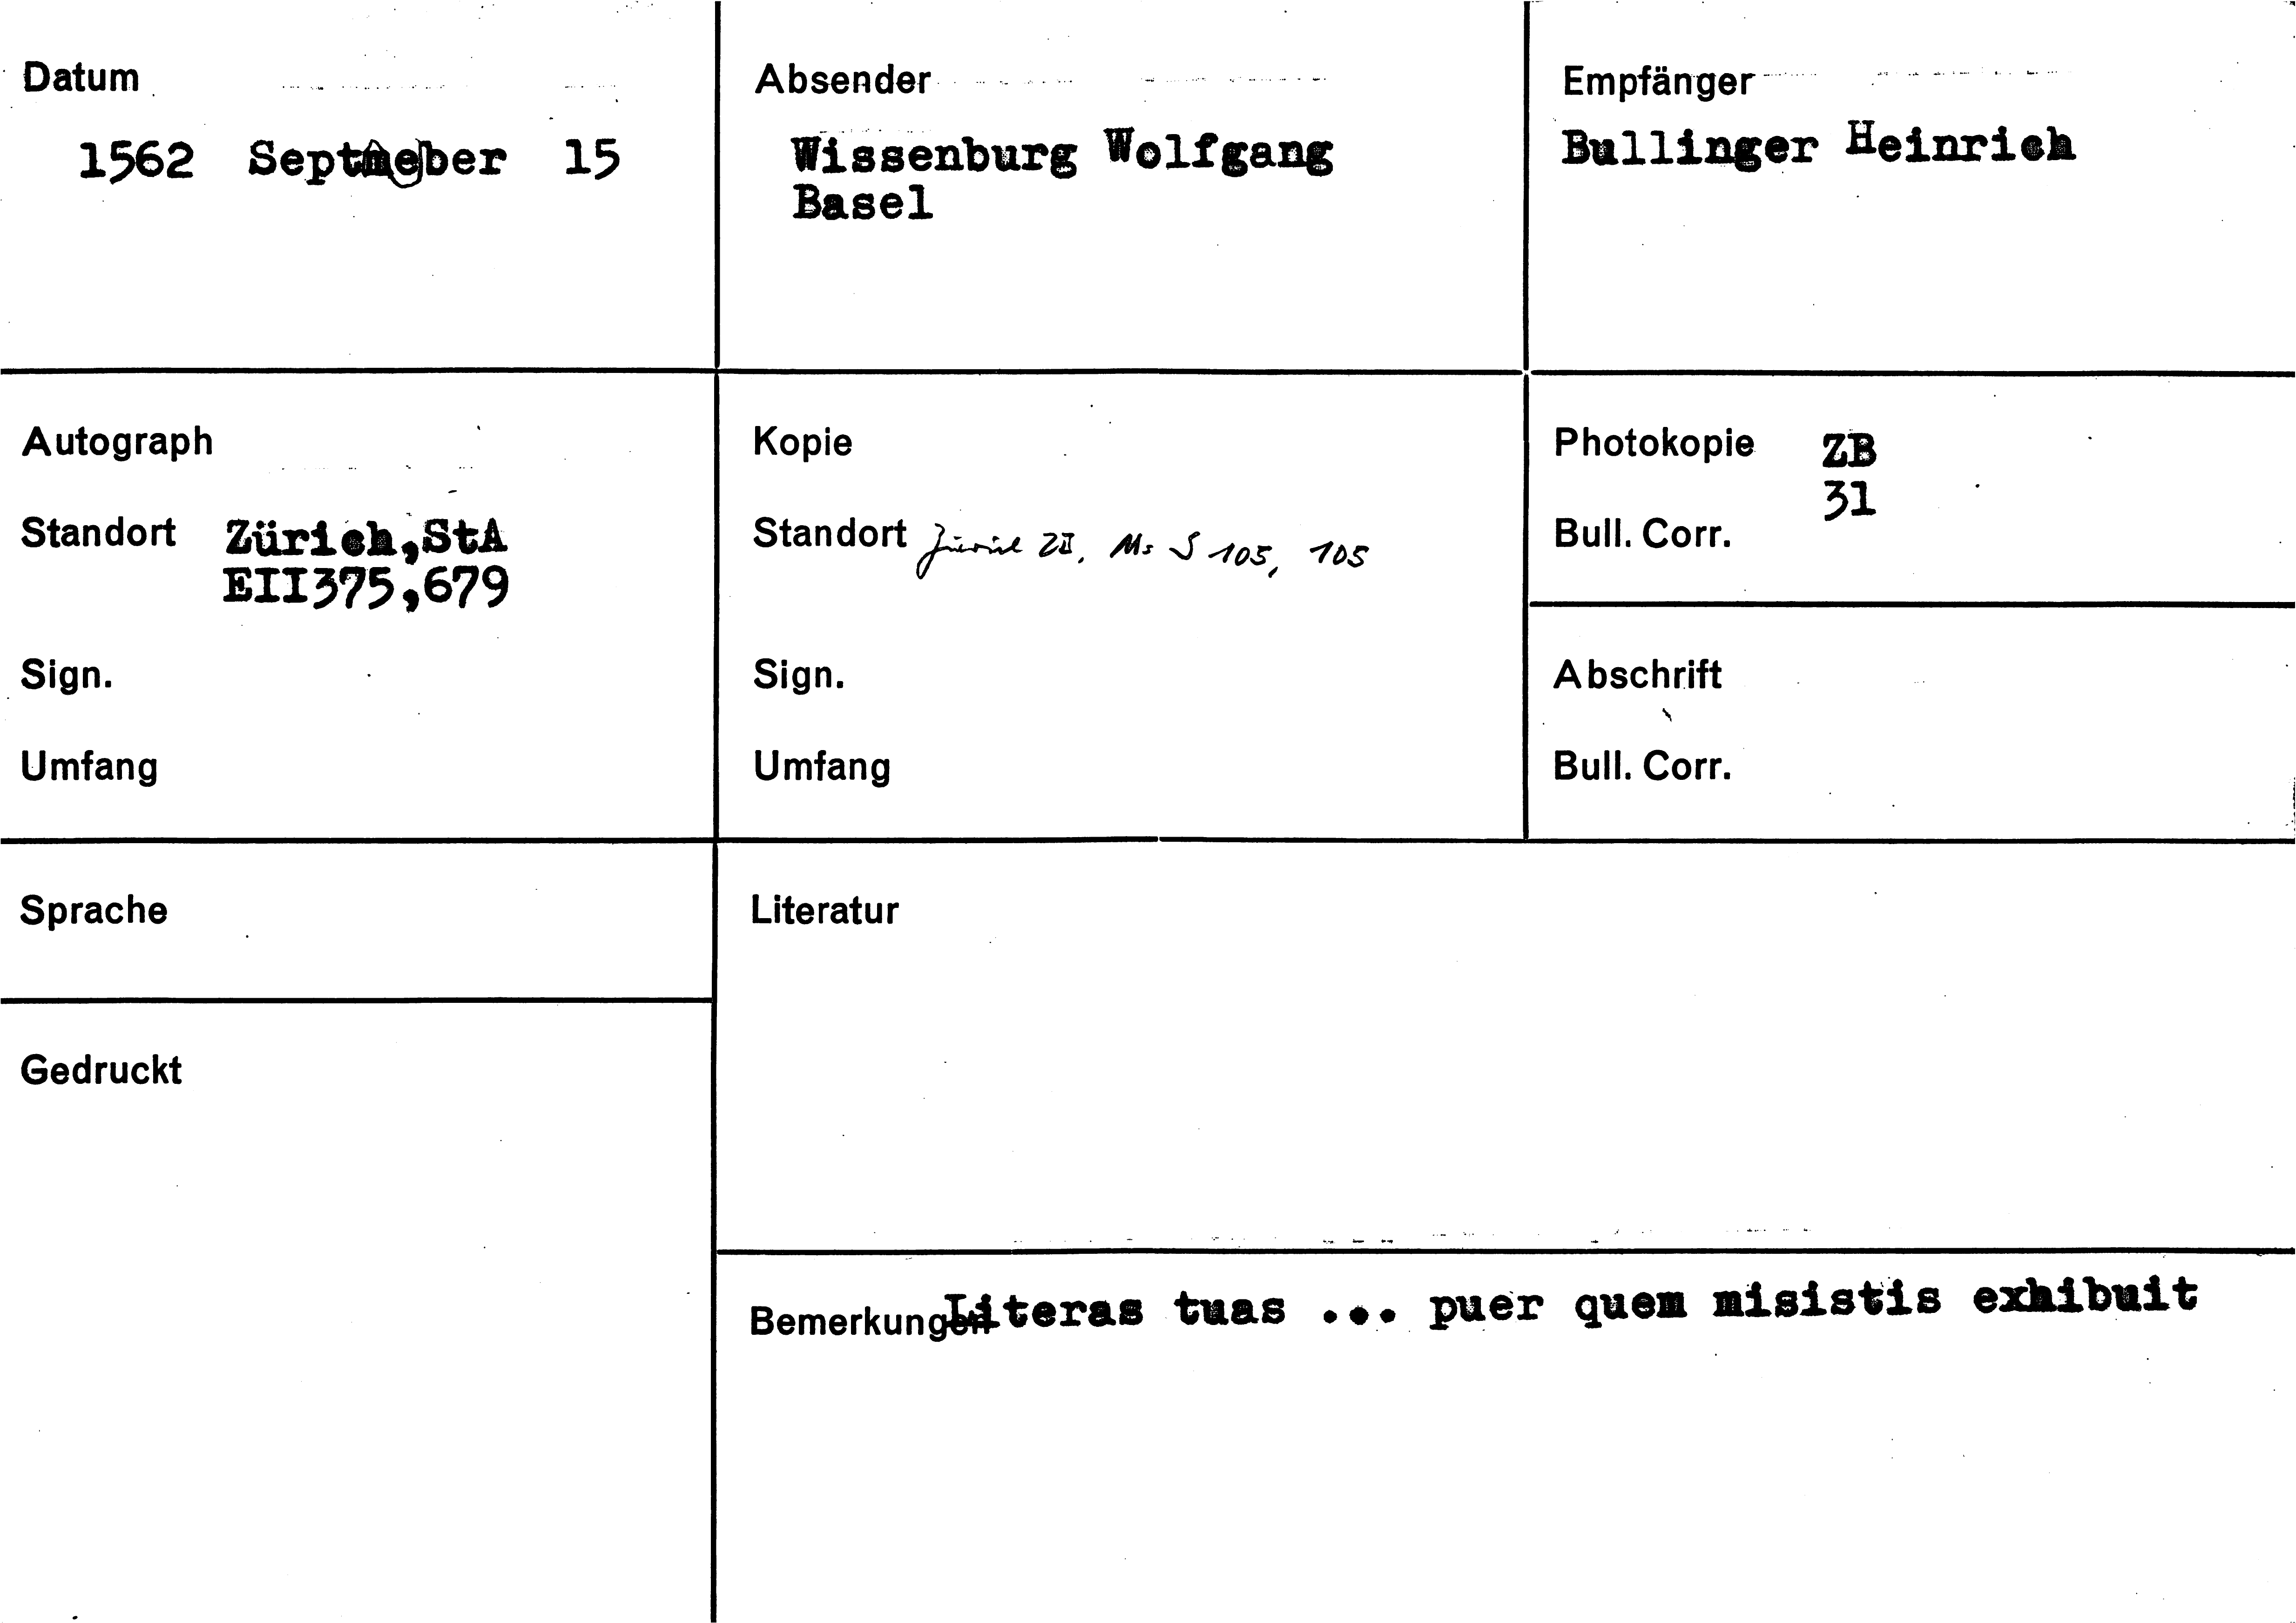 Datum
1562 Septmeber 15
Absender
Wissenburg Wolfgang
Basel
Empfänger
Bullinger Heinrich
Autograph
Standort Zürich,StA
EII375,679
Sign.
Umfang
Kopie
Standort Zürich ZB, Ms S 105, 105
Sign.
Umfang
Photokopie ZB
31
Bull. Corr.
Abschrift
Bull. Corr.
Sprache
Gedruckt
Literatur
Bemerkungen Literas tuas ... puer quem misistis exhibuit